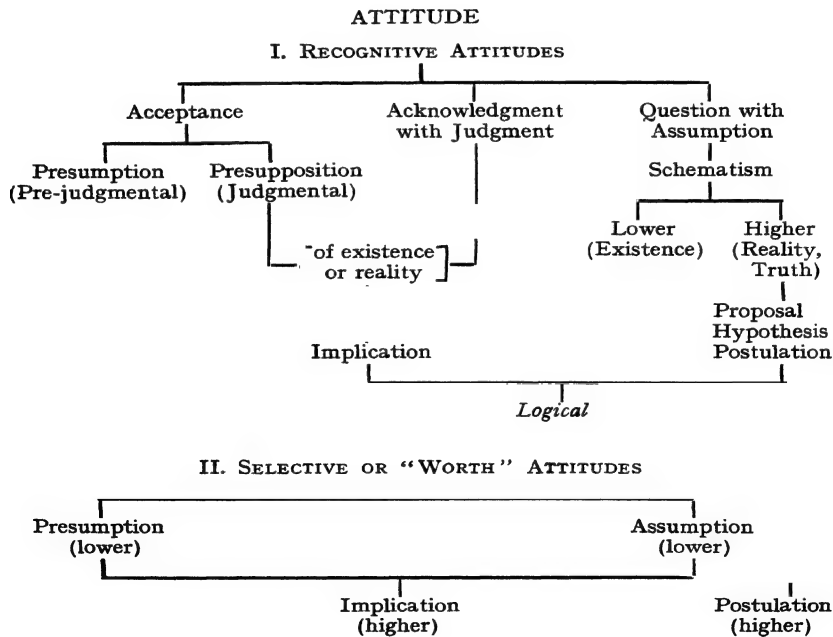 ATTITUDE
I. RECOGNITIVE ATTITUDES
Acceptance
Acknowledgment
with Judgment
Question with
Assumption
Presumption
(Pre-judgmental)
Presupposition
(Judgmental)
Schematism
Lower
(Existence)
Higher
(Reality,
Truth)
of existence
or reality
Proposal
Hypothesis
Postulation
Implication
Logical
II. SELECTIVE OR "WORTH" ATTITUDES
Presumption
(lower)
Assumption
(lower)
Implication
(higher)
Postulation
(higher)